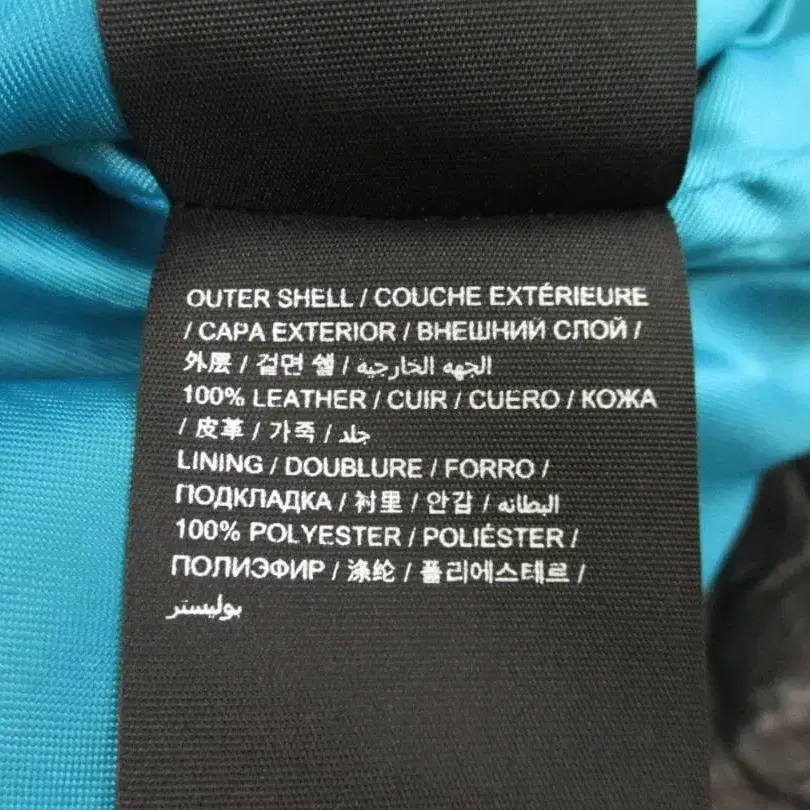 OUTER SHELL / COUCHE EXTÉRIEURE
/ CAPA EXTERIOR / ВНЕШНИЙ СЛОЙ /
外层 / 겉면 쉘 / الجهه الخارجية
100% LEATHER / CUIR / CUERO / КОЖА
/ 皮革 / 가죽 / جلد
LINING / DOUBLURE / FORRO /
ПОДКЛАДКА / 衬里 / 안감 / البطانه
100% POLYESTER / POLIÉSTER /
ПОЛИЭФИР / 涤纶 / 폴리에스테르 /
بوليستر